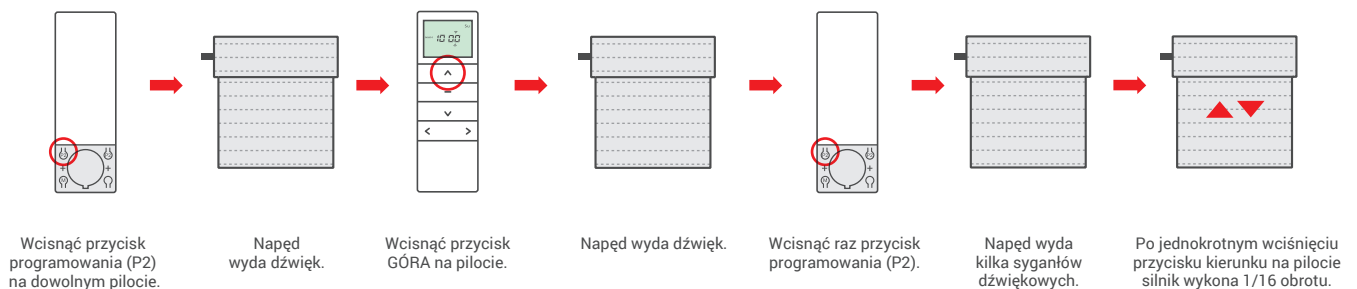 10 00
Wcisnąć przycisk
programowania (P2)
na dowolnym pilocie.
Napęd
wyda dźwięk.
Wcisnąć przycisk
GÓRA na pilocie.
Napęd wyda dźwięk.
Wcisnąć raz przycisk
programowania (P2).
Napęd wyda
kilka syganłów
dźwiękowych.
Po jednokrotnym wciśnięciu
przycisku kierunku na pilocie
silnik wykona 1/16 obrotu.